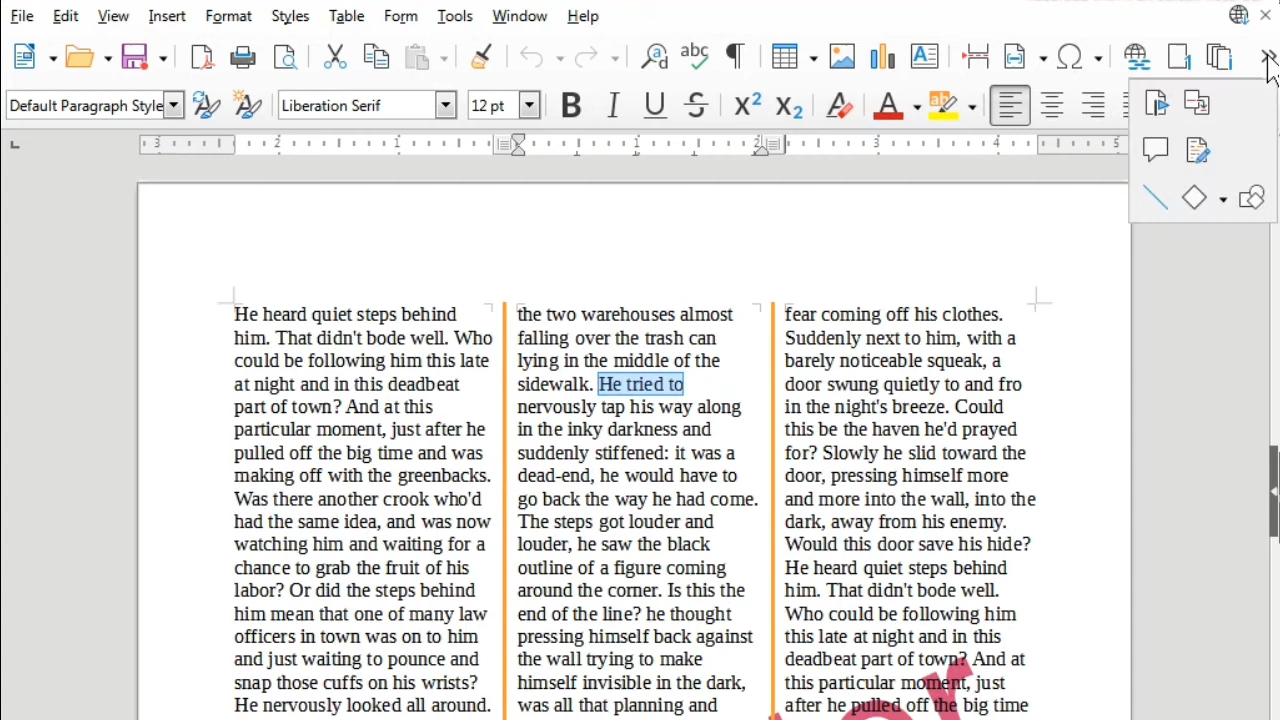 File Edit View Insert Format Styles Table Form Tools Window Help
abc
Default Paragraph Style
Liberation Serif
12 pt
B I U S X2 X2 A ab
3 2 1 1 2 3 4 5
He heard quiet steps behind
him. That didn't bode well. Who
could be following him this late
at night and in this deadbeat
part of town? And at this
particular moment, just after he
pulled off the big time and was
making off with the greenbacks.
Was there another crook who'd
had the same idea, and was now
watching him and waiting for a
chance to grab the fruit of his
labor? Or did the steps behind
him mean that one of many law
officers in town was on to him
and just waiting to pounce and
snap those cuffs on his wrists?
He nervously looked all around.
the two warehouses almost
falling over the trash can
lying in the middle of the
sidewalk. He tried to
nervously tap his way along
in the inky darkness and
suddenly stiffened: it was a
dead-end, he would have to
go back the way he had come.
The steps got louder and
louder, he saw the black
outline of a figure coming
around the corner. Is this the
end of the line? he thought
pressing himself back against
the wall trying to make
himself invisible in the dark,
was all that planning and
fear coming off his clothes.
Suddenly next to him, with a
barely noticeable squeak, a
door swung quietly to and fro
in the night's breeze. Could
this be the haven he'd prayed
for? Slowly he slid toward the
door, pressing himself more
and more into the wall, into the
dark, away from his enemy.
Would this door save his hide?
He heard quiet steps behind
him. That didn't bode well.
Who could be following him
this late at night and in this
deadbeat part of town? And at
this particular moment, just
after he pulled off the big time